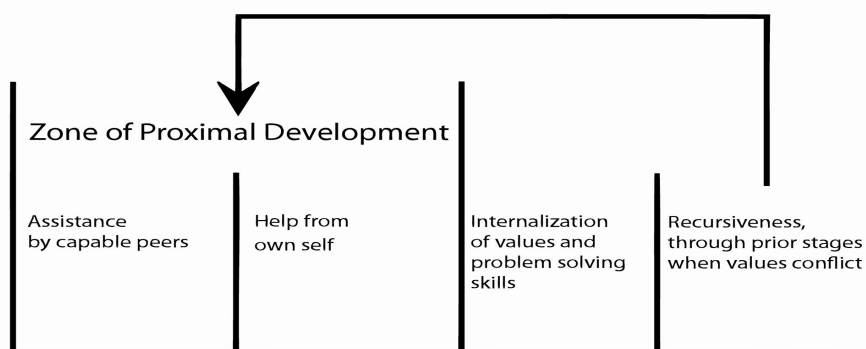 Zone of Proximal Development
Assistance
by capable peers
Help from
own self
Internalization
of values and
problem solving
skills
Recursiveness,
through prior stages
when values conflict